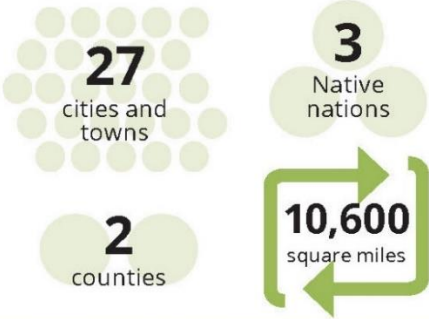 27
cities and
towns
3
Native
nations
2
counties
10,600
square miles